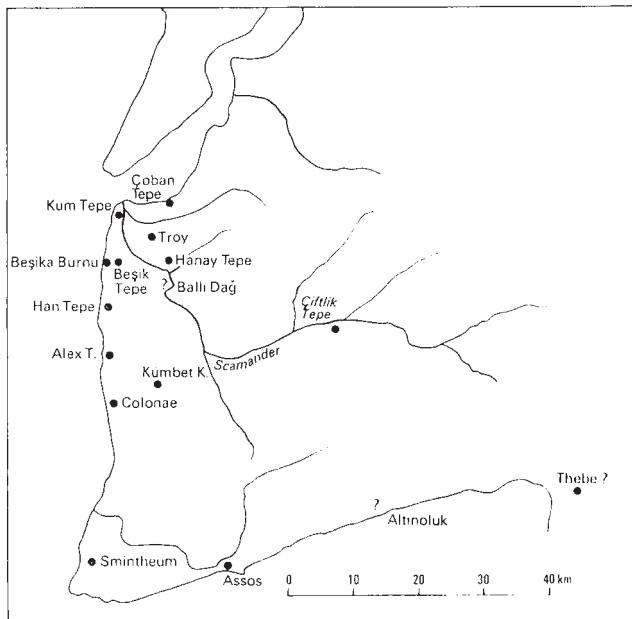 Çoban
Tepe
Kum Tepe
Troy
Beşika Burnu
Beşik
Tepe
Hanay Tepe
?
Ballı Dağ
Han Tepe
Çiftlik
Tepe
Alex T.
Scamander
Kumbet K.
Colonae
Thebe ?
?
Altınoluk
Smintheum
Assos
0 10 20 30 40 km